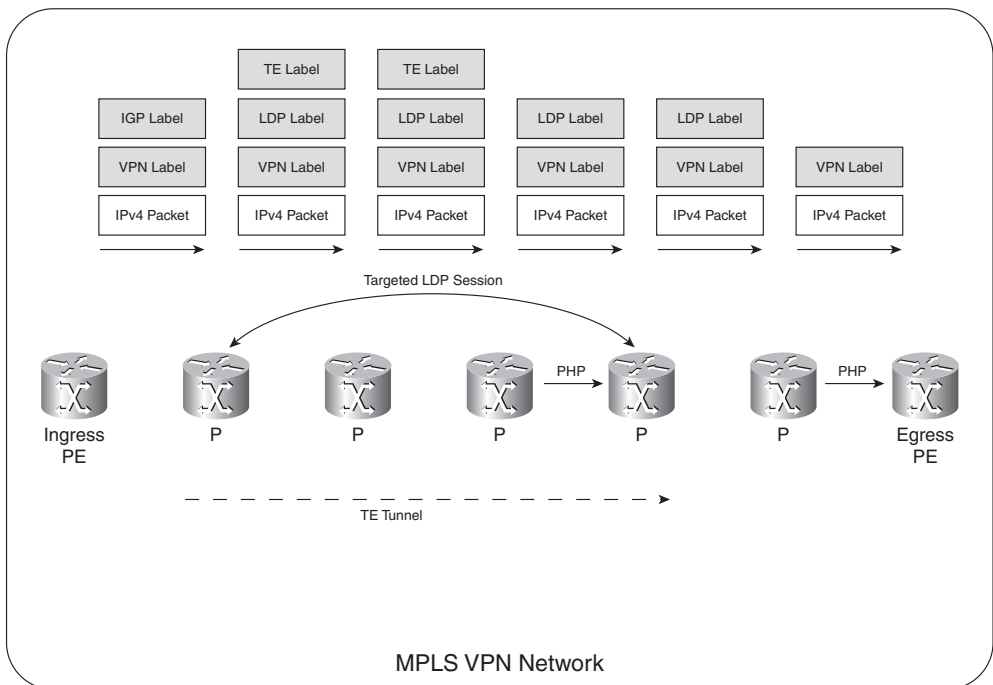 TE Label TE Label
IGP Label LDP Label LDP Label LDP Label LDP Label
VPN Label VPN Label VPN Label VPN Label VPN Label VPN Label
IPv4 Packet IPv4 Packet IPv4 Packet IPv4 Packet IPv4 Packet IPv4 Packet
Targeted LDP Session
PHP PHP
Ingress PE
P
P
P
P
P
Egress PE
TE Tunnel
MPLS VPN Network